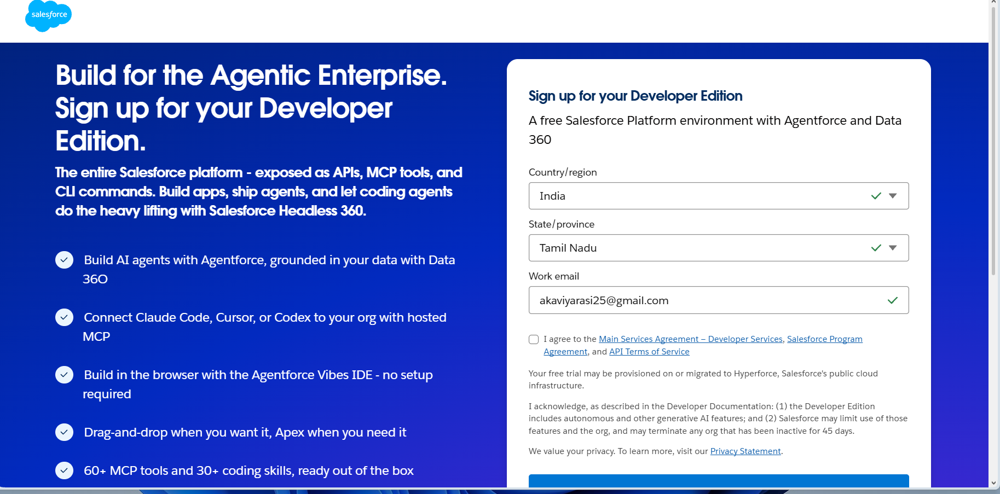 salesforce
Build for the Agentic Enterprise.
Sign up for your Developer
Edition.
The entire Salesforce platform - exposed as APIs, MCP tools, and
CLI commands. Build apps, ship agents, and let coding agents
do the heavy lifting with Salesforce Headless 360.
Build AI agents with Agentforce, grounded in your data with Data
36O
Connect Claude Code, Cursor, or Codex to your org with hosted
MCP
Build in the browser with the Agentforce Vibes IDE - no setup
required
Drag-and-drop when you want it, Apex when you need it
60+ MCP tools and 30+ coding skills, ready out of the box
Sign up for your Developer Edition
A free Salesforce Platform environment with Agentforce and Data
360
Country/region
India
State/province
Tamil Nadu
Work email
akaviyarasi25@gmail.com
I agree to the Main Services Agreement – Developer Services, Salesforce Program
Agreement, and API Terms of Service
Your free trial may be provisioned on or migrated to Hyperforce, Salesforce's public cloud
infrastructure.
I acknowledge, as described in the Developer Documentation: (1) the Developer Edition
includes autonomous and other generative AI features; and (2) Salesforce may limit use of those
features and the org, and may terminate any org that has been inactive for 45 days.
We value your privacy. To learn more, visit our Privacy Statement.